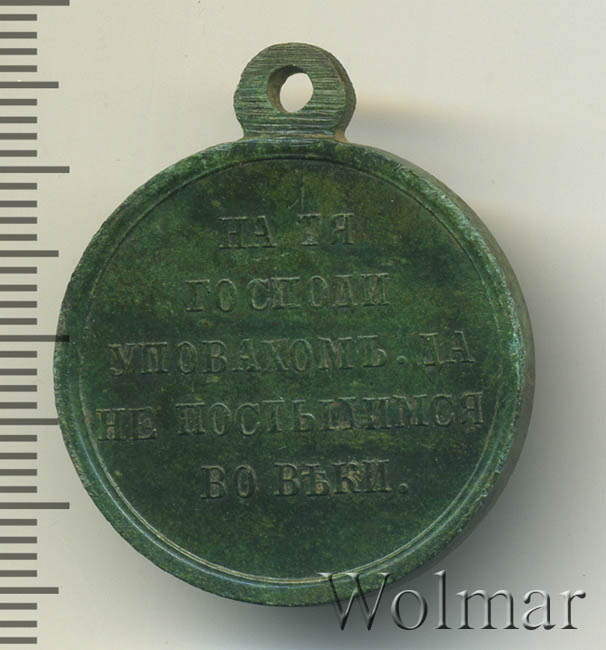 НА ТЯ
ГОСПОДИ
УПОВАХОМЪ. ДА
НЕ ПОСТЫДИМСЯ
ВО ВѢКИ.
Wolmar